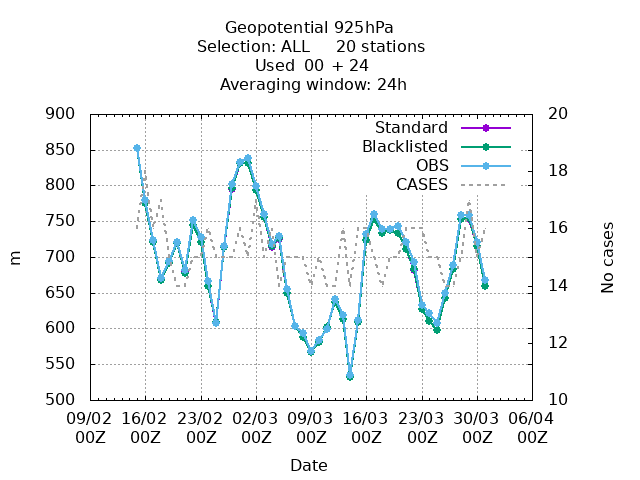 Geopotential 925hPa
Selection: ALL 20 stations
Used 00 + 24
Averaging window: 24h
900
850
800
750
700
650
600
550
500
20
18
16
14
12
10
Standard
Blacklisted
OBS
CASES
m
No cases
09/02 16/02 23/02 02/03 09/03 16/03 23/03 30/03 06/04
00Z 00Z 00Z 00Z 00Z 00Z 00Z 00Z 00Z
Date